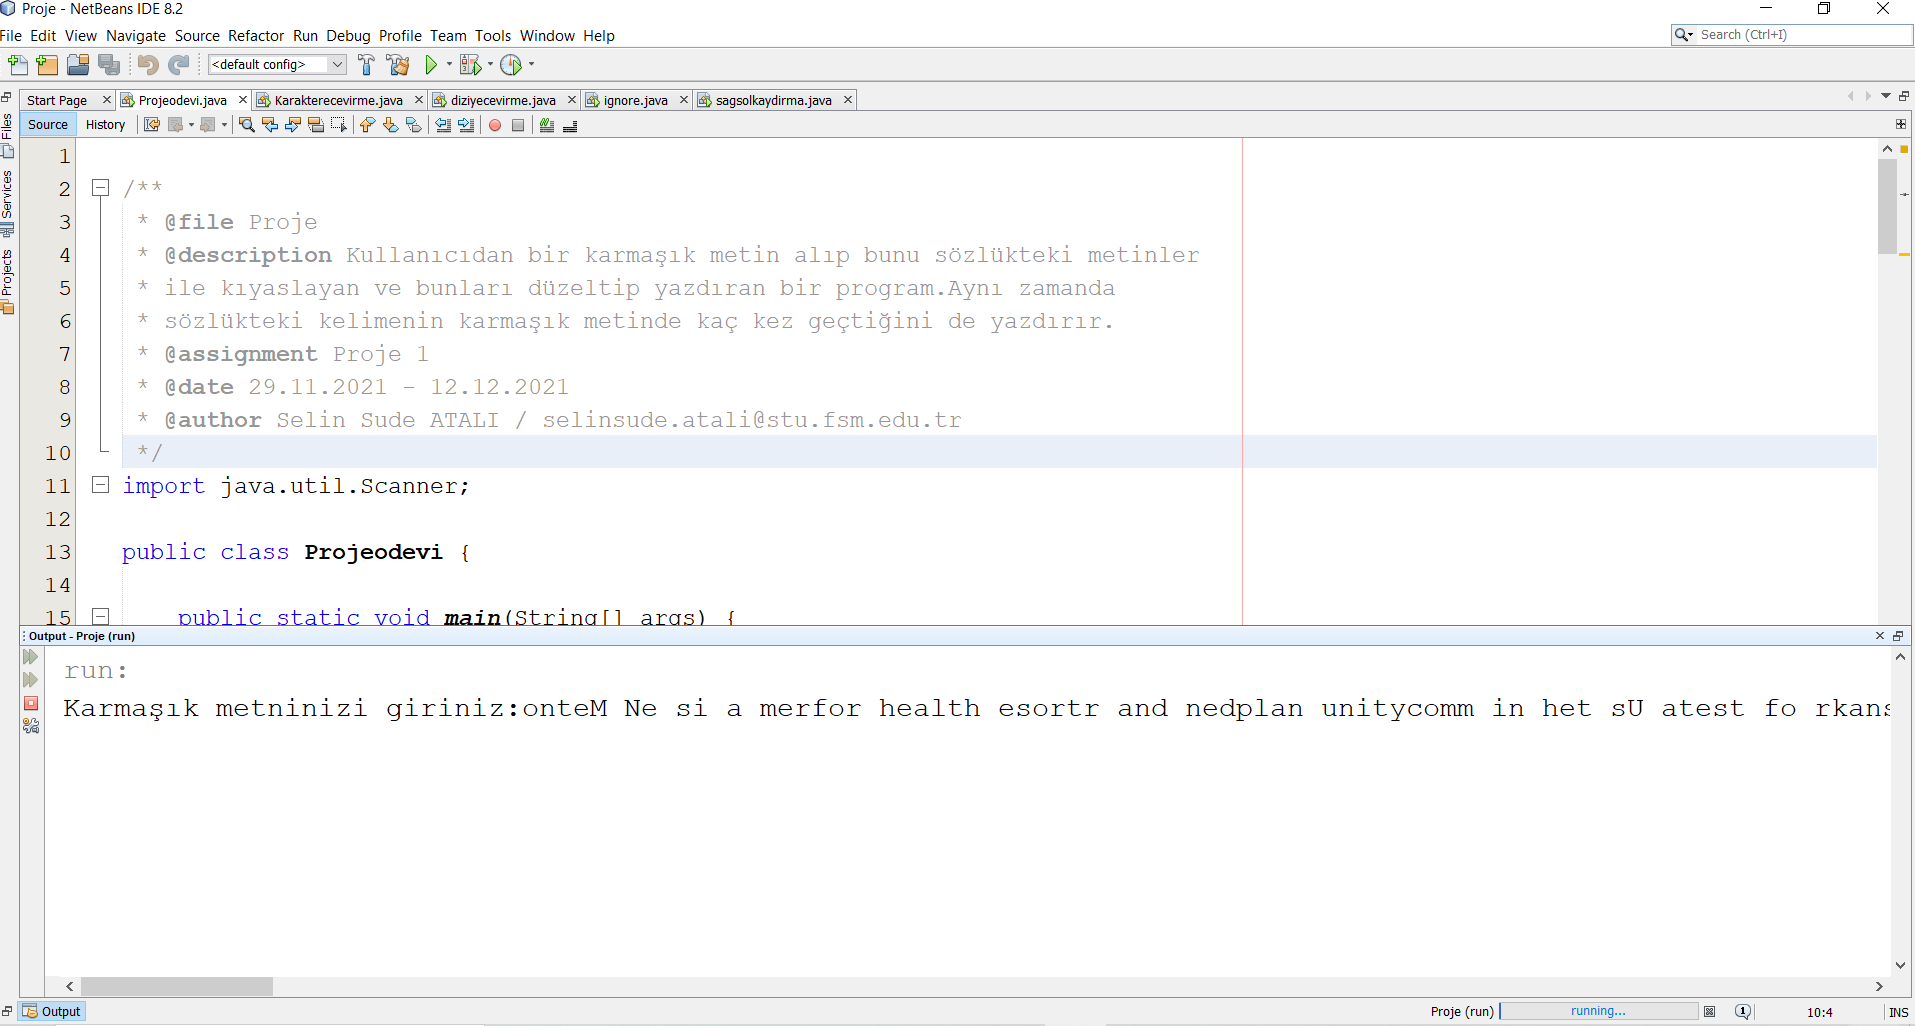 Proje - NetBeans IDE 8.2
File Edit View Navigate Source Refactor Run Debug Profile Team Tools Window Help
Search (Ctrl+I)
<default config>
Start Page Projeodevi.java Karakterecevirme.java diziyecevirme.java ignore.java sagsolkaydirma.java
Source History
Files
Services
Projects
1
2 /**
3 * @file Proje
4 * @description Kullanıcıdan bir karmaşık metin alıp bunu sözlükteki metinler
5 * ile kıyaslayan ve bunları düzeltip yazdıran bir program.Aynı zamanda
6 * sözlükteki kelimenin karmaşık metinde kaç kez geçtiğini de yazdırır.
7 * @assignment Proje 1
8 * @date 29.11.2021 - 12.12.2021
9 * @author Selin Sude ATALI / selinsude.atali@stu.fsm.edu.tr
10 */
11 import java.util.Scanner;
12
13 public class Projeodevi {
14
15 public static void main(String[] args) {
Output - Proje (run)
run:
Karmaşık metninizi giriniz:onteM Ne si a merfor health esortr and nedplan unitycomm in het sU atest fo rkans
Output
Proje (run) running... 1 10:4 INS